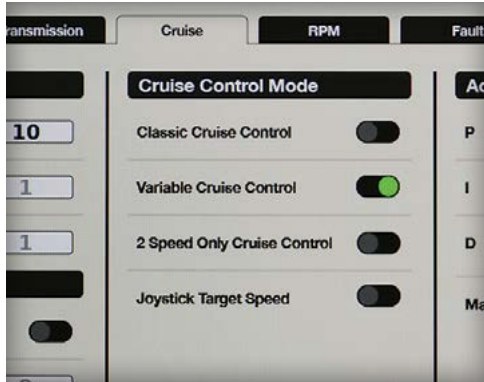 ransmission
Cruise
RPM
Fault
Cruise Control Mode
10
Classic Cruise Control
P
1
Variable Cruise Control
I
1
2 Speed Only Cruise Control
D
Joystick Target Speed
Ma